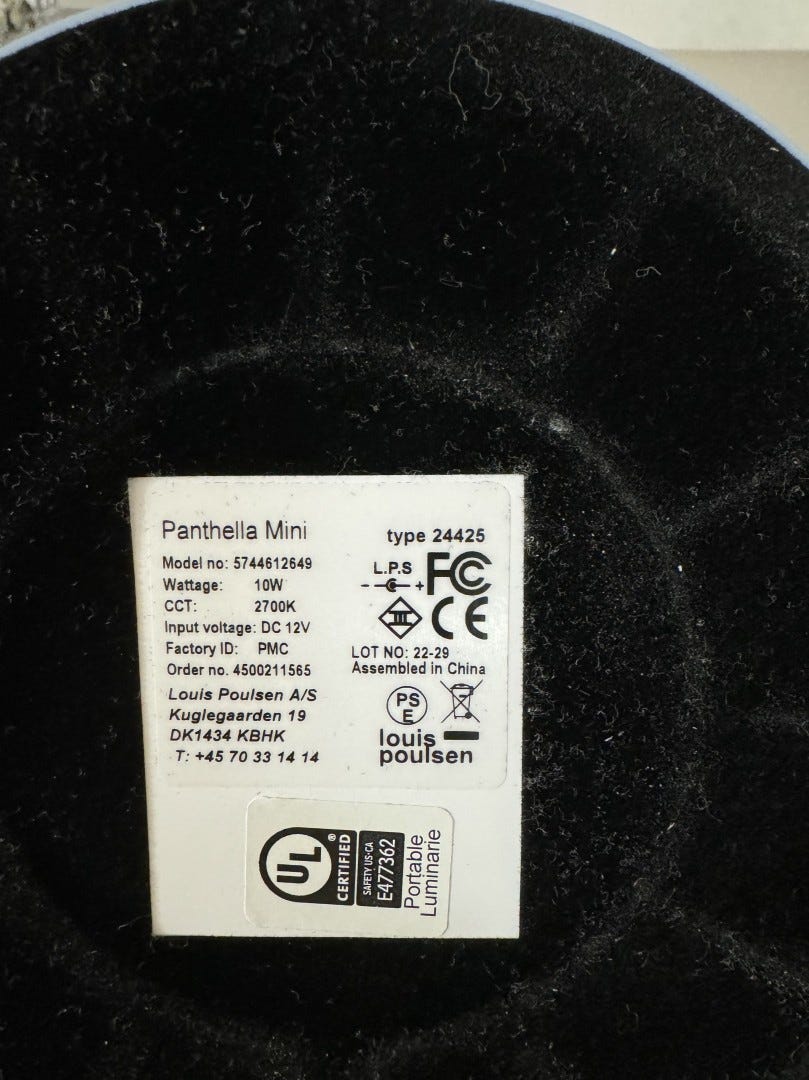 Panthella Mini
type 24425
Model no: 5744612649
Wattage: 10W
CCT: 2700K
Input voltage: DC 12V
Factory ID: PMC
Order no. 4500211565
Louis Poulsen A/S
Kuglegaarden 19
DK1434 KBHK
T: +45 70 33 14 14
L.P.S
- +
FC
III
CE
LOT NO: 22-29
Assembled in China
PS
E
louis
poulsen
UL
®
CERTIFIED
SAFETY US-CA
E477362
Portable
Luminarie